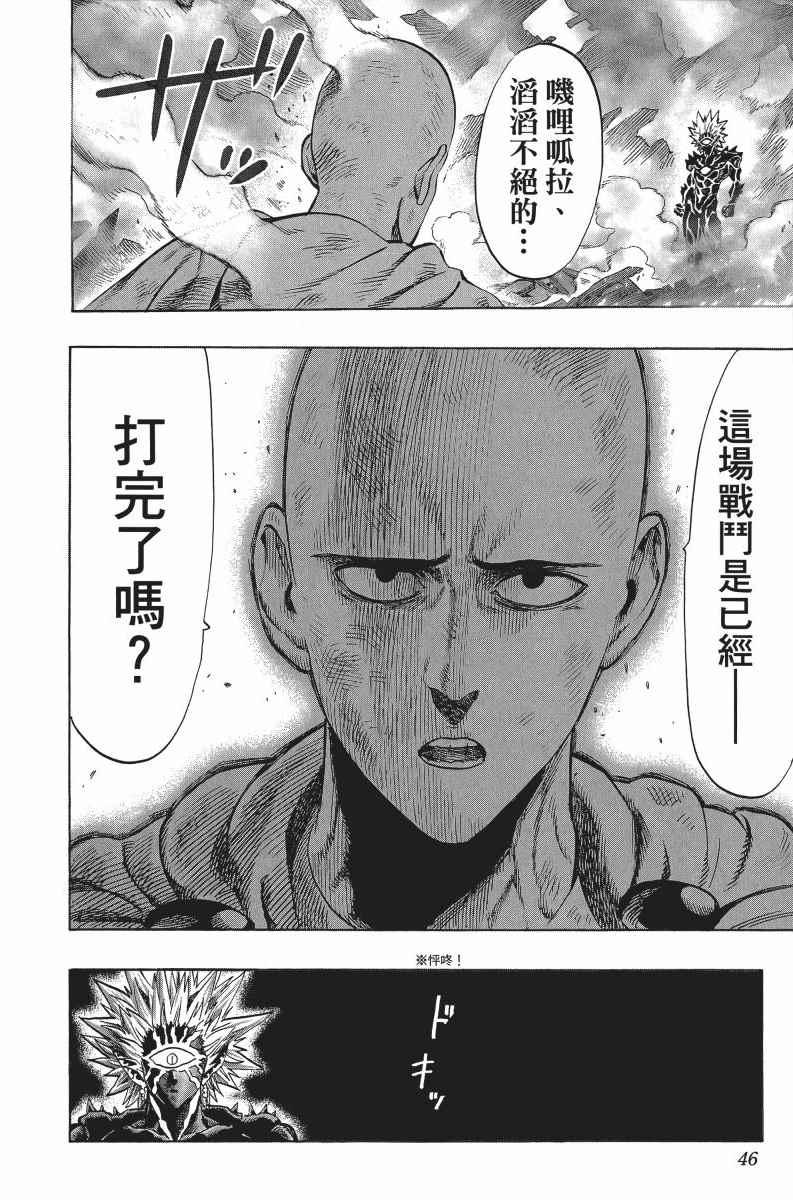 嘰哩呱拉、
滔滔不絕的…
ザッ
這場戰鬥是已經──
打完了嗎？
※怦咚！
ドキッ
46